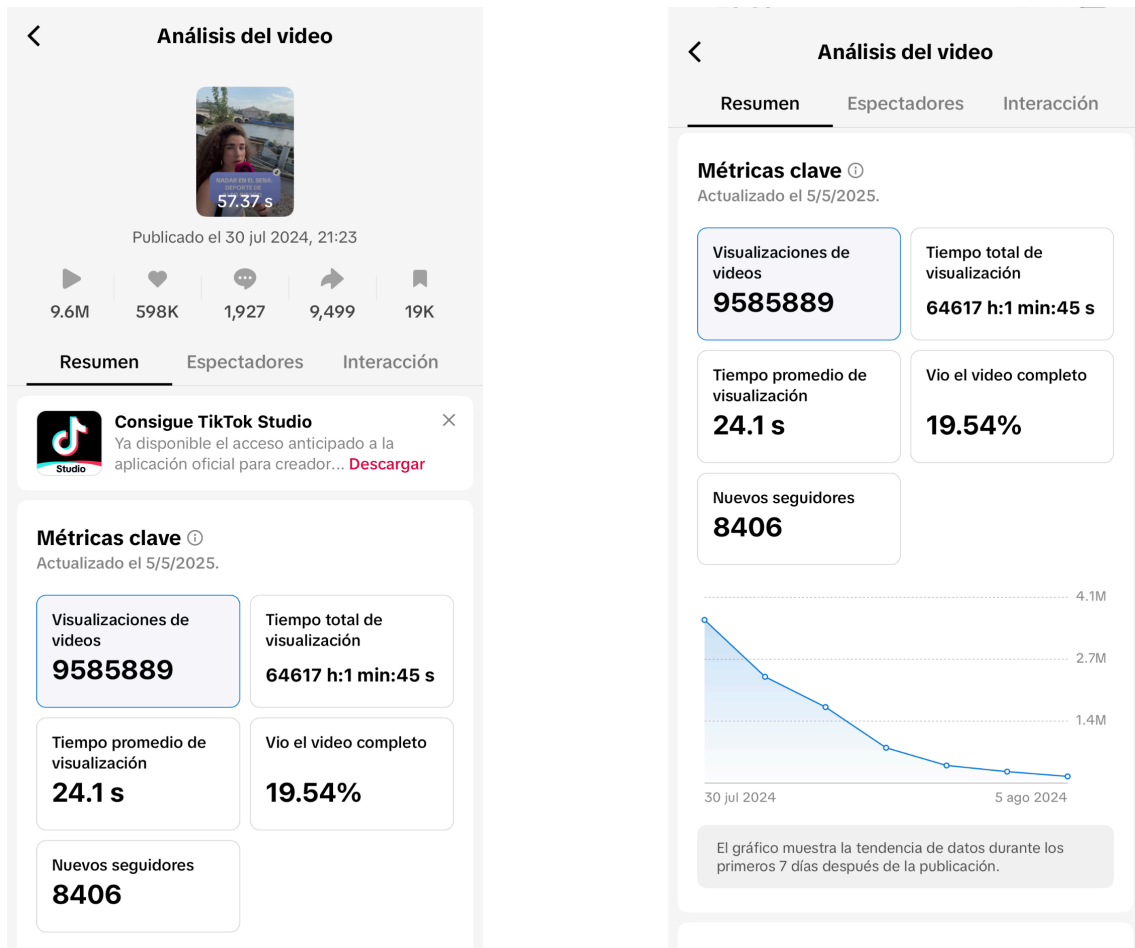 Análisis del video
NADAR EN EL SENA:
DEPORTE DE
57.37 s
Publicado el 30 jul 2024, 21:23
9.6M 598K 1,927 9,499 19K
Resumen Espectadores Interacción
Consigue TikTok Studio
Ya disponible el acceso anticipado a la
aplicación oficial para creador... Descargar
Studio
Métricas clave
Actualizado el 5/5/2025.
Visualizaciones de
videos
9585889
Tiempo total de
visualización
64617 h:1 min:45 s
Tiempo promedio de
visualización
24.1 s
Vio el video completo
19.54%
Nuevos seguidores
8406
Análisis del video
Resumen Espectadores Interacción
Métricas clave
Actualizado el 5/5/2025.
Visualizaciones de
videos
9585889
Tiempo total de
visualización
64617 h:1 min:45 s
Tiempo promedio de
visualización
24.1 s
Vio el video completo
19.54%
Nuevos seguidores
8406
4.1M
2.7M
1.4M
30 jul 2024 5 ago 2024
El gráfico muestra la tendencia de datos durante los
primeros 7 días después de la publicación.